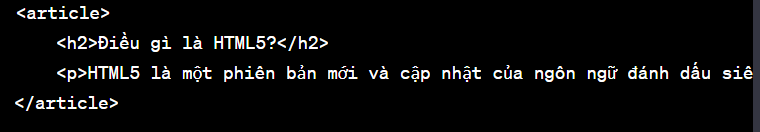 <article>
<h2>Điều gì là HTML5?</h2>
<p>HTML5 là một phiên bản mới và cập nhật của ngôn ngữ đánh dấu siê
</article>